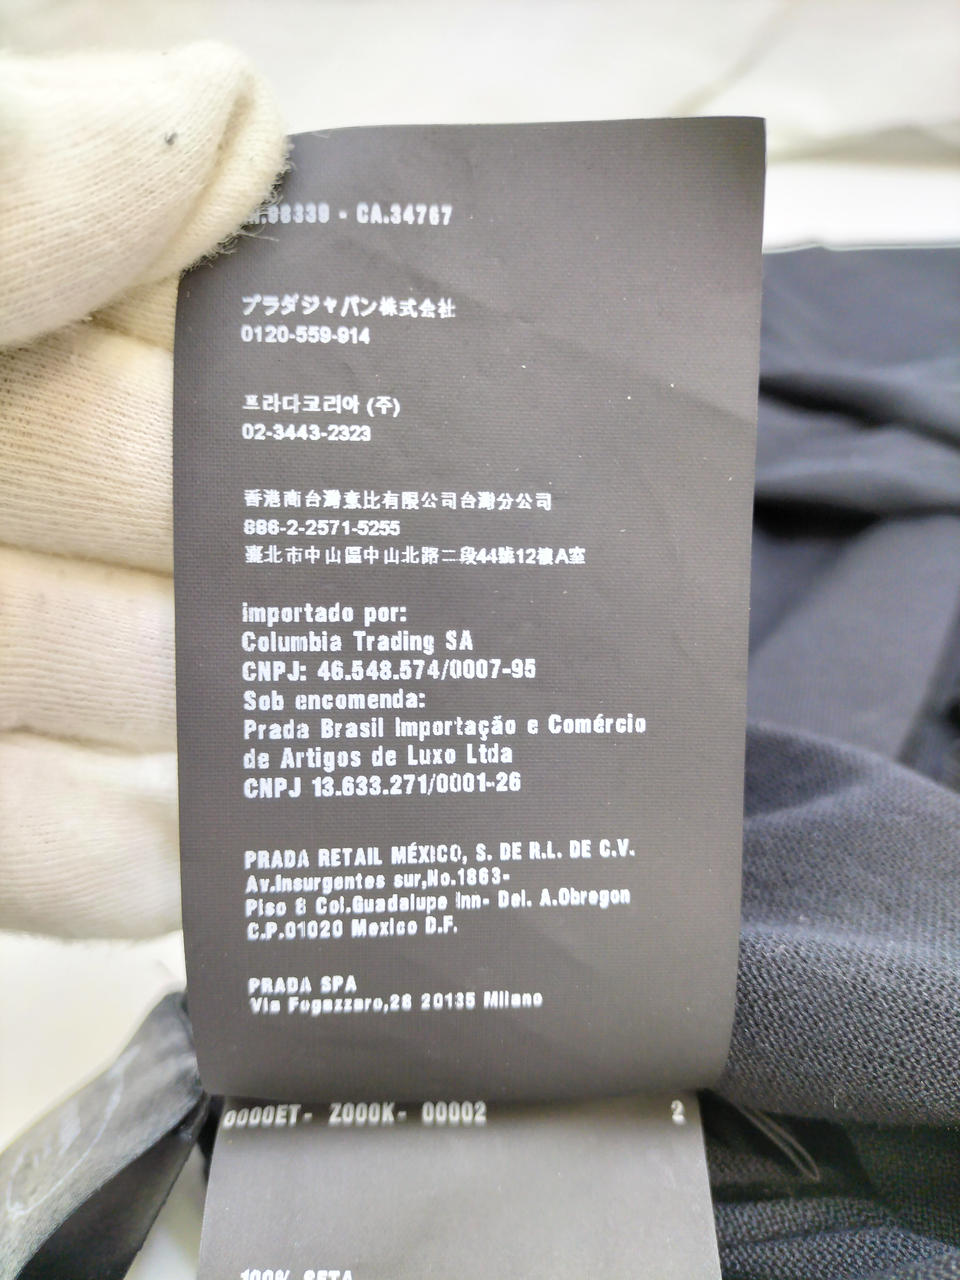 CA.34767
プラダジャパン株式会社
0120-559-914
프라다코리아 (주)
02-3443-2323
香港商台灣意比有限公司台灣分公司
886-2-2571-5255
臺北市中山區中山北路二段44號12樓A室
importado por:
Columbia Trading SA
CNPJ: 46.548.574/0007-95
Sob encomenda:
Prada Brasil Importação e Comércio
de Artigos de Luxo Ltda
CNPJ 13.633.271/0001-26
PRADA RETAIL MÉXICO, S. DE R.L. DE C.V.
Av.Insurgentes sur,No.1863-
Piso 8 Col.Guadalupe Inn- Del. A.Obregon
C.P.01020 Mexico D.F.
PRADA SPA
Via Fogazzaro,28 20135 Milano
0000ET- Z000K- 00002 2
100% SETA